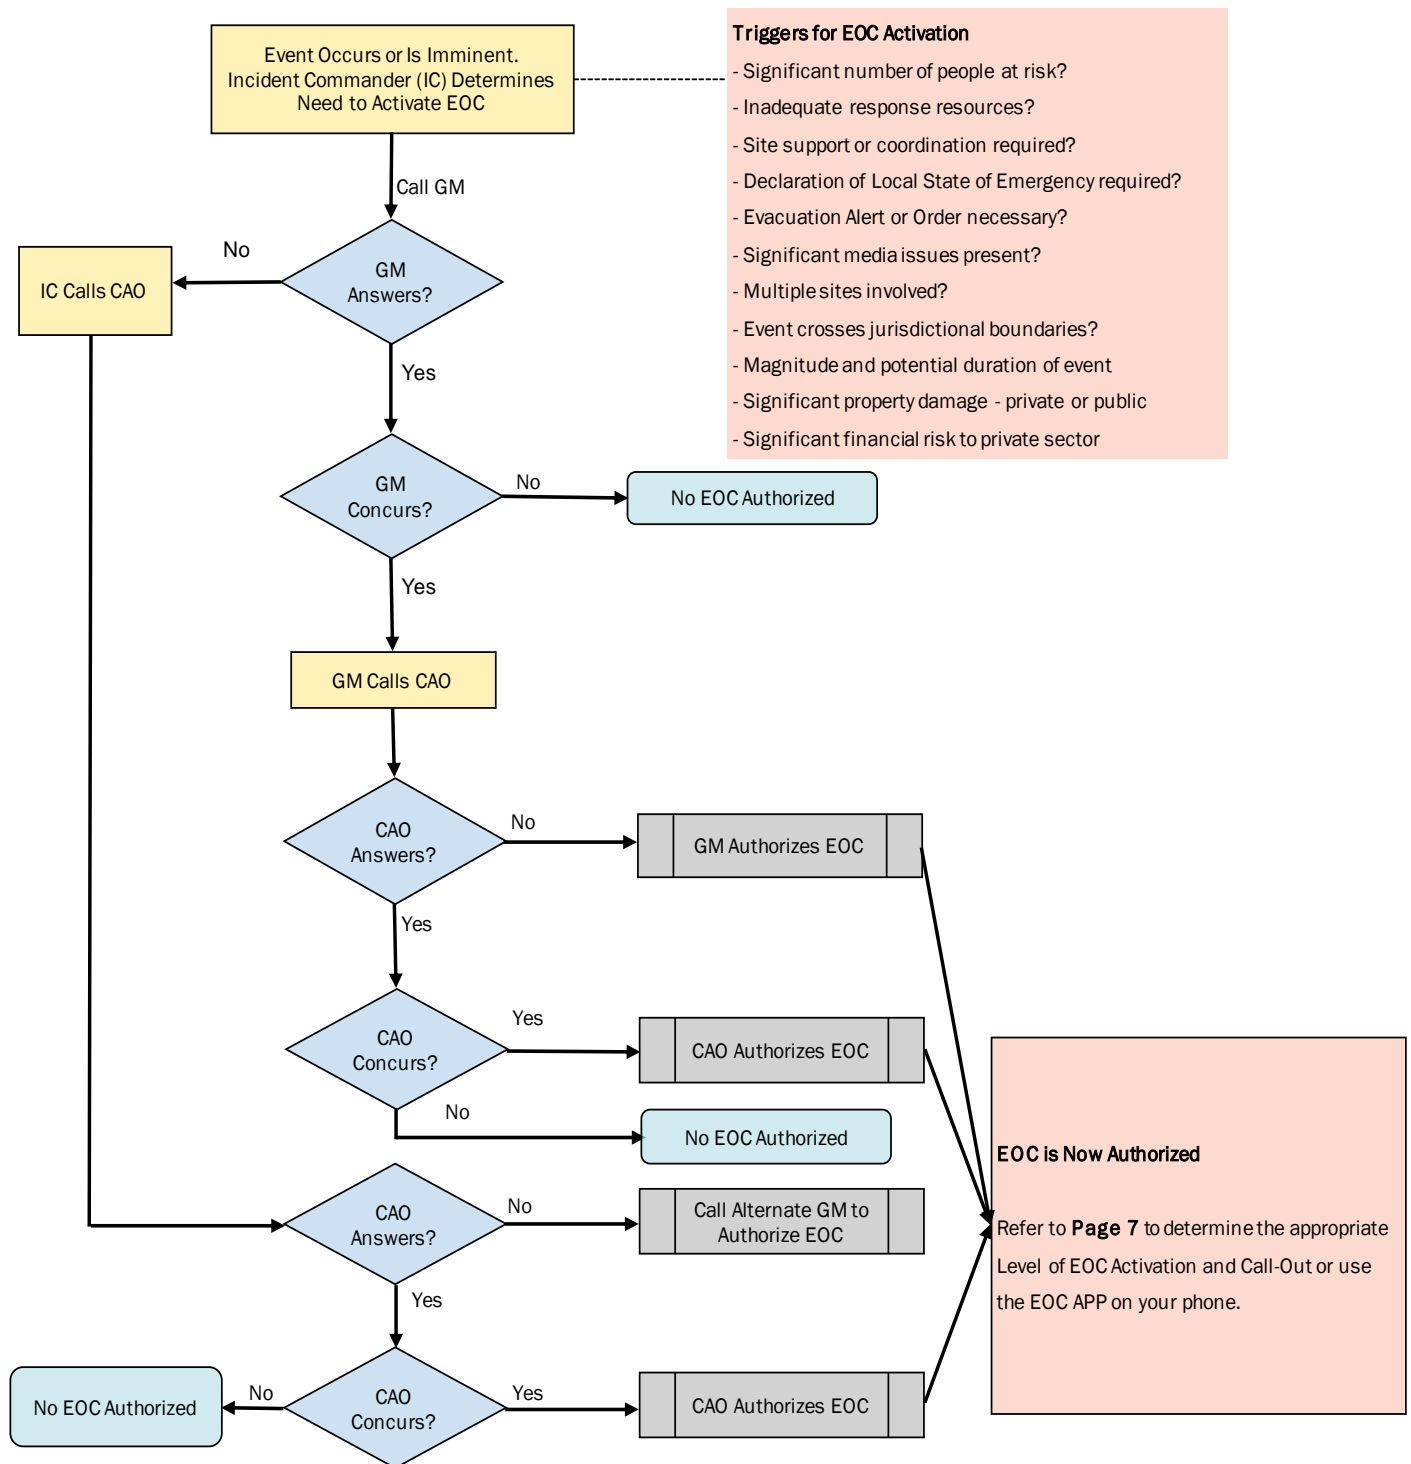 Event Occurs or Is Imminent.
Incident Commander (IC) Determines
Need to Activate EOC
Triggers for EOC Activation
- Significant number of people at risk?
- Inadequate response resources?
- Site support or coordination required?
- Declaration of Local State of Emergency required?
- Evacuation Alert or Order necessary?
- Significant media issues present?
- Multiple sites involved?
- Event crosses jurisdictional boundaries?
- Magnitude and potential duration of event
- Significant property damage - private or public
- Significant financial risk to private sector
Call GM
No
IC Calls CAO
GM
Answers?
Yes
GM
Concurs?
No
No EOC Authorized
Yes
GM Calls CAO
CAO
Answers?
No
GM Authorizes EOC
Yes
CAO
Concurs?
Yes
CAO Authorizes EOC
No
No EOC Authorized
EOC is Now Authorized
Refer to Page 7 to determine the appropriate
Level of EOC Activation and Call-Out or use
the EOC APP on your phone.
CAO
Answers?
No
Call Alternate GM to
Authorize EOC
Yes
CAO
Concurs?
No
No EOC Authorized
Yes
CAO Authorizes EOC